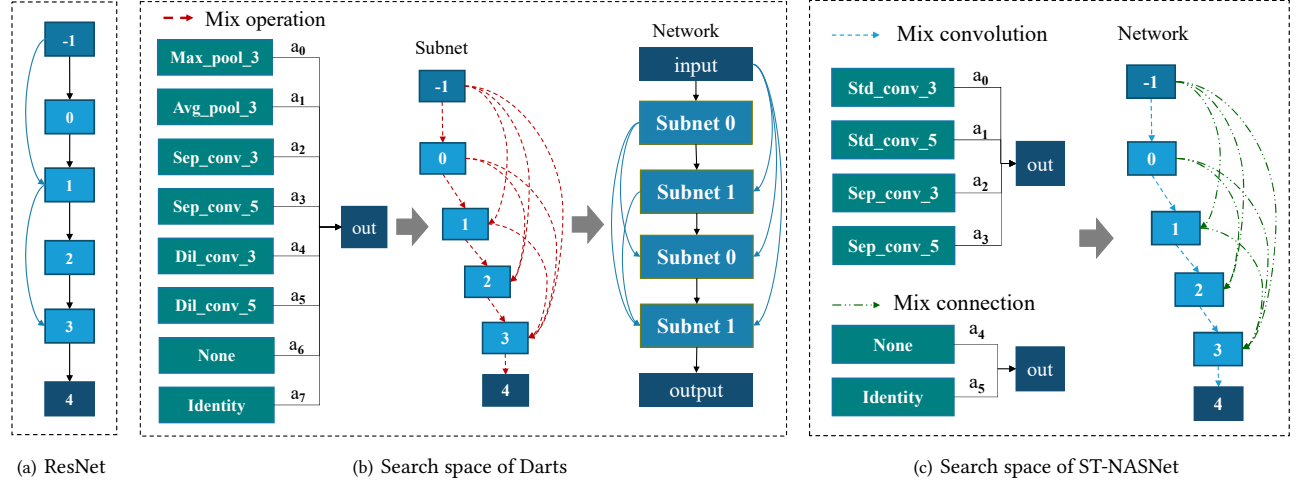 -1
0
1
2
3
4
(a) ResNet
Mix operation
Max_pool_3
a0
Avg_pool_3
a1
Sep_conv_3
a2
Sep_conv_5
a3
Dil_conv_3
a4
Dil_conv_5
a5
None
a6
Identity
a7
out
Subnet
-1
0
1
2
3
4
Network
input
Subnet 0
Subnet 1
Subnet 0
Subnet 1
output
(b) Search space of Darts
Mix convolution
Std_conv_3
a0
Std_conv_5
a1
Sep_conv_3
a2
Sep_conv_5
a3
out
Mix connection
None
a4
Identity
a5
out
Network
-1
0
1
2
3
4
(c) Search space of ST-NASNet